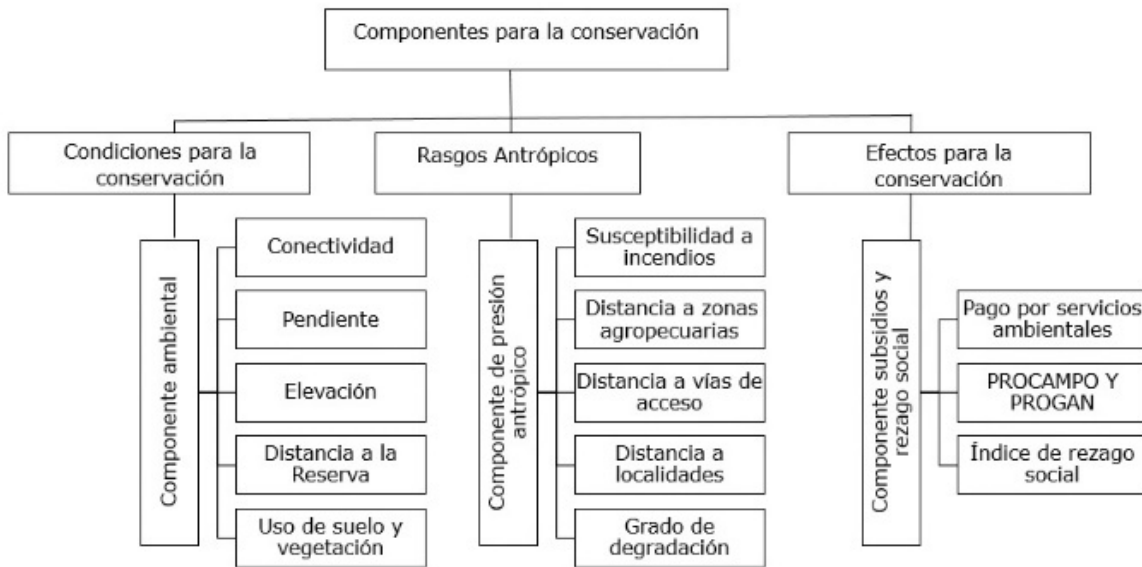 Componentes para la conservación
Condiciones para la
conservación
Rasgos Antrópicos
Efectos para la
conservación
Componente ambiental
Conectividad
Pendiente
Elevación
Distancia a la
Reserva
Uso de suelo y
vegetación
Componente de presión
antrópico
Susceptibilidad a
incendios
Distancia a zonas
agropecuarias
Distancia a vías de
acceso
Distancia a
localidades
Grado de
degradación
Componente subsidios y
rezago social
Pago por servicios
ambientales
PROCAMPO Y
PROGAN
Índice de rezago
social